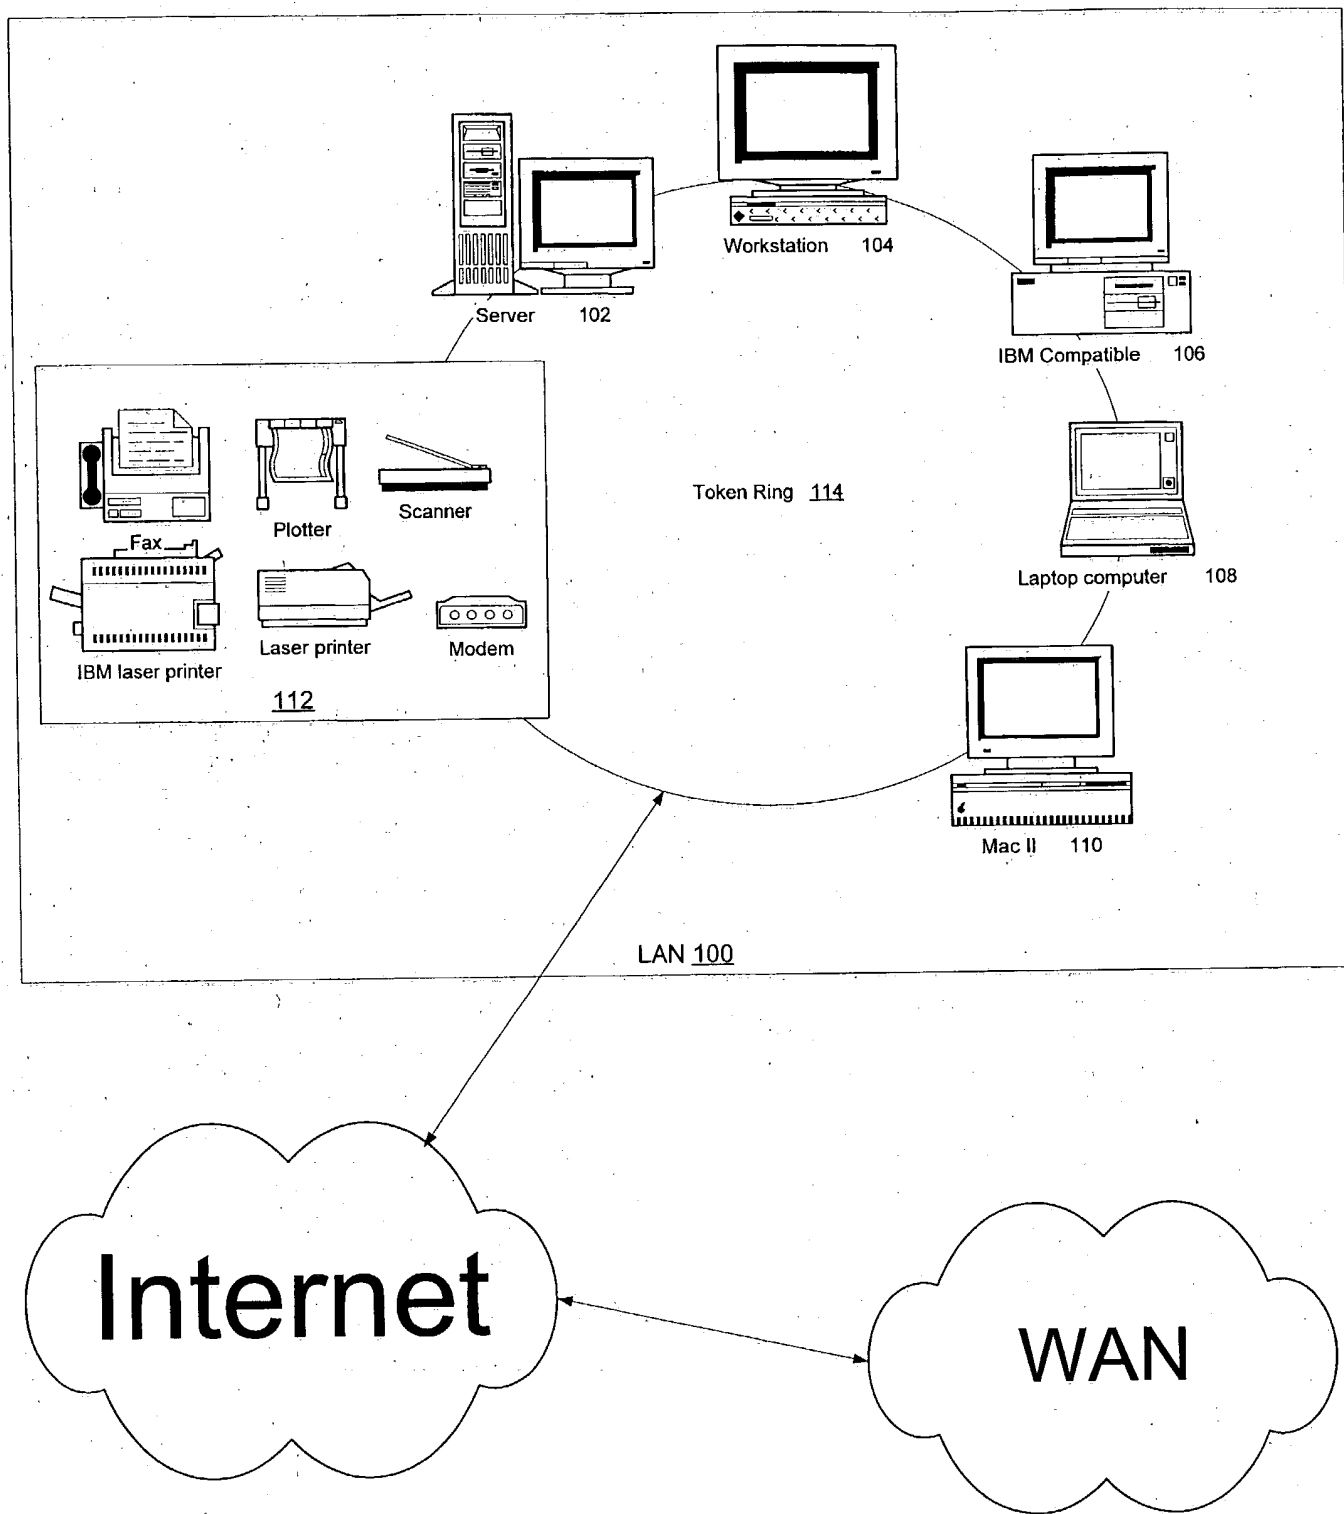 Workstation 104
Server 102
IBM Compatible 106
Plotter
Scanner
Token Ring 114
Fax
Laptop computer 108
IBM laser printer
Laser printer
Modem
112
Mac II 110
LAN 100
Internet
WAN